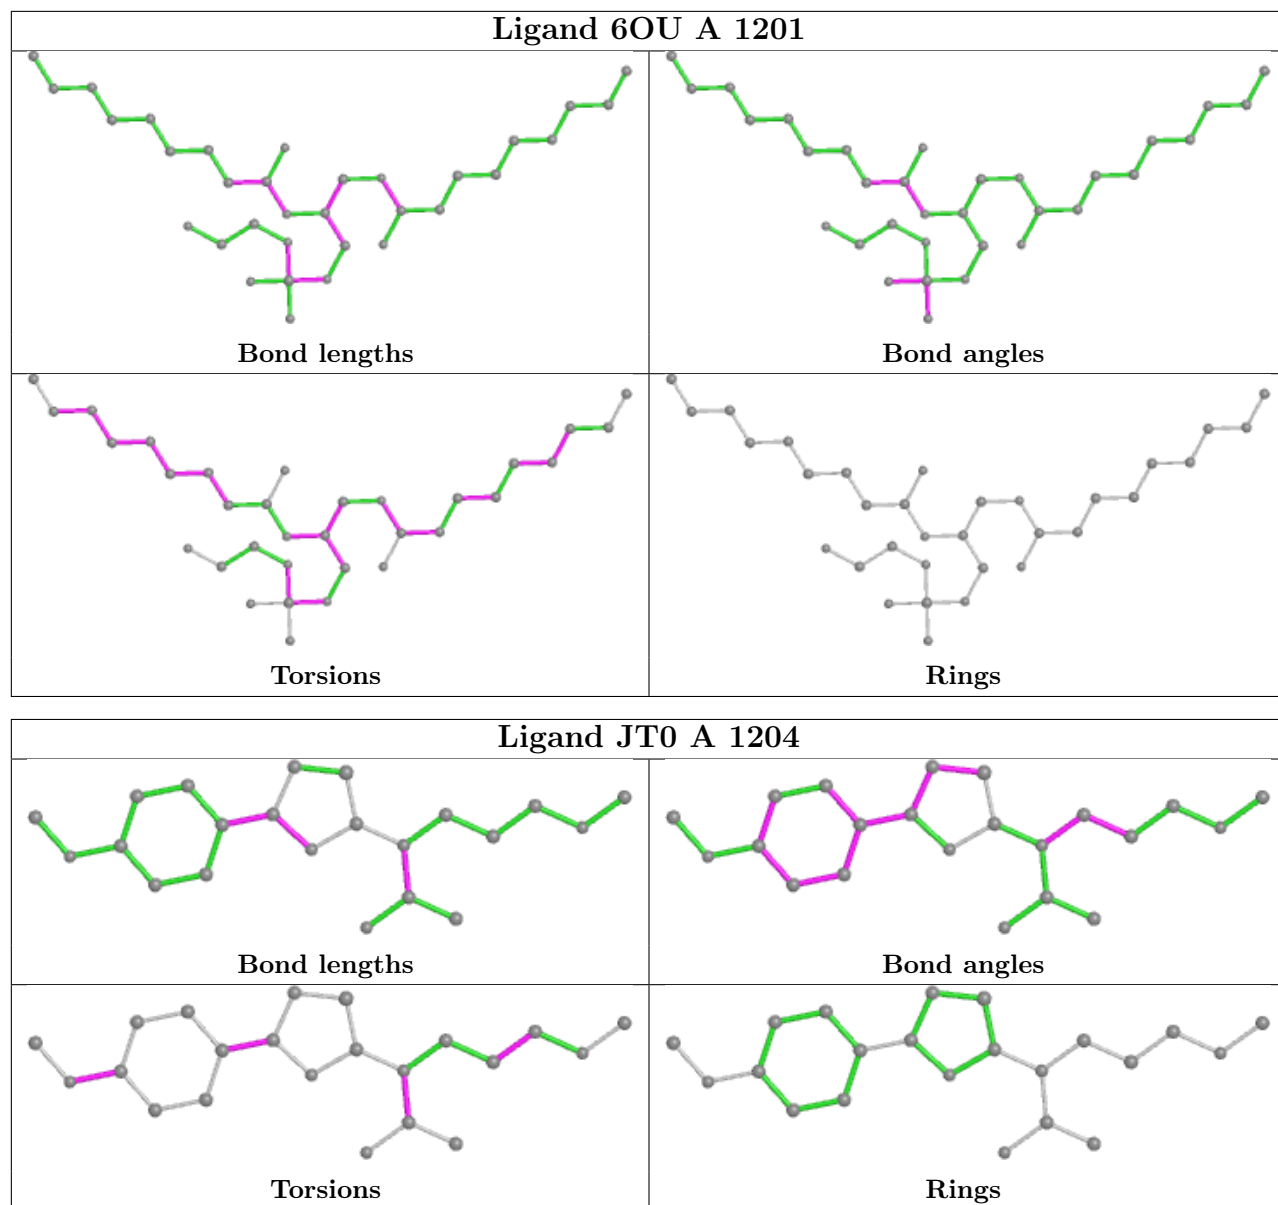 Ligand 6OU A 1201
Bond lengths
Bond angles
Torsions
Rings
Ligand JT0 A 1204
Bond lengths
Bond angles
Torsions
Rings